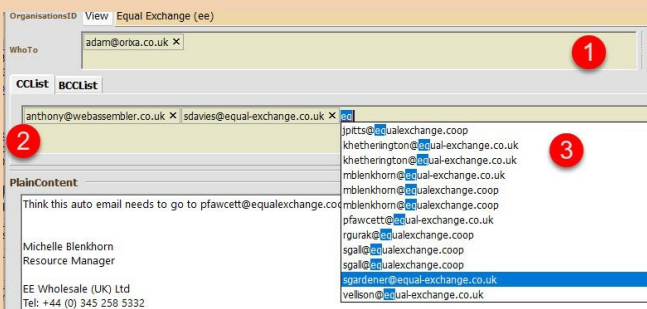 OrganisationsID View Equal Exchange (ee)
WhoTo adam@orixa.co.uk ✕
1
CCList BCCList
anthony@webassembler.co.uk ✕ sdavies@equal-exchange.co.uk ✕ eq
2
3
jpitts@equalexchange.coop
khetheriington@equal-exchange.co.uk
khetherington@equal-exchange.co.uk
mblenkhorn@equal-exchange.co.uk
mblenkhorn@equalexchange.coop
mblenkhorn@equalexchange.coop
pfawcett@equal-exchange.co.uk
rgurak@equalexchange.coop
sgall@equalexchange.coop
sgall@equalexchange.coop
sgardener@equal-exchange.co.uk
vellison@equal-exchange.co.uk
PlainContent
Think this auto email needs to go to pfawcett@equalexchange.coo
Michelle Blenkhorn
Resource Manager
EE Wholesale (UK) Ltd
Tel: +44 (0) 345 258 5332